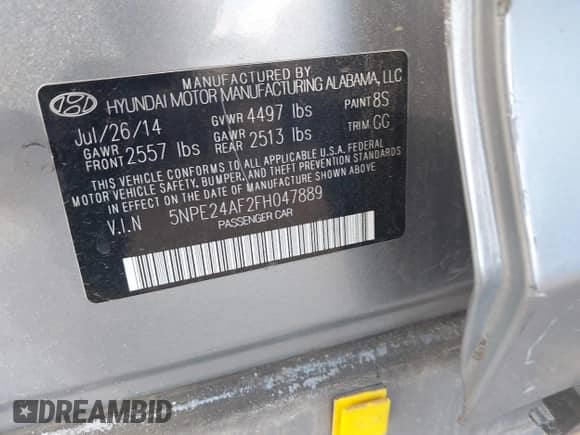 MANUFACTURED BY
HYUNDAI MOTOR MANUFACTURING ALABAMA, LLC
Jul/26/14 GVWR 4497 lbs PAINT 8S
GAWR FRONT 2557 lbs GAWR REAR 2513 lbs TRIM CC
THIS VEHICLE CONFORMS TO ALL APPLICABLE U.S.A. FEDERAL
MOTOR VEHICLE SAFETY, BUMPER, AND THEFT PREVENTION STANDARDS
IN EFFECT ON THE DATE OF MANUFACTURE SHOWN ABOVE
V.I.N 5NPE24AF2FH047889
PASSENGER CAR
DREAMBID